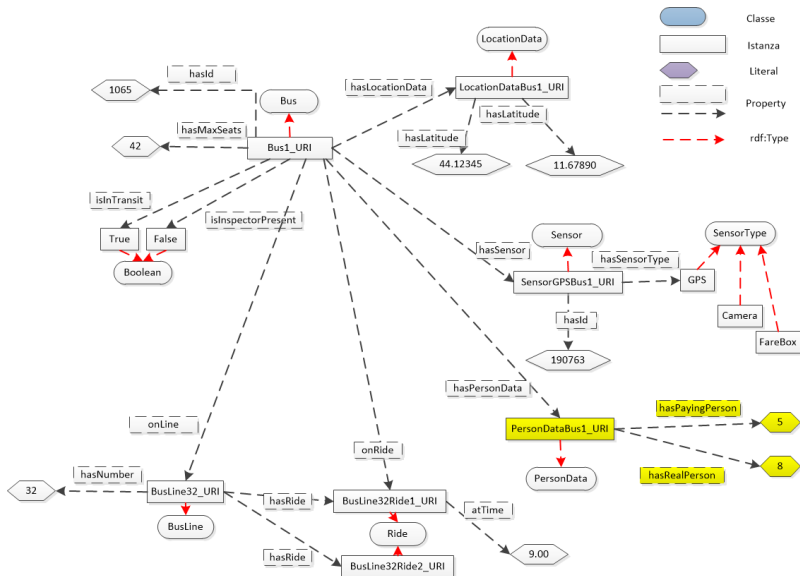 Classe
LocationData
Istanza
hasId
1065
Literal
Bus
hasLocationData
LocationDataBus1_URI
Property
hasMaxSeats
hasLatitude
hasLatitude
rdf:Type
42
Bus1_URI
44.12345
11.67890
isInTransit
isInspectorPresent
True
False
Sensor
SensorType
hasSensor
hasSensorType
Boolean
SensorGPSBus1_URI
GPS
hasId
Camera
FareBox
190763
hasPersonData
hasPayingPerson
onLine
PersonDataBus1_URI
5
onRide
8
hasNumber
hasRealPerson
PersonData
32
BusLine32_URI
hasRide
BusLine32Ride1_URI
atTime
BusLine
Ride
hasRide
9.00
BusLine32Ride2_URI